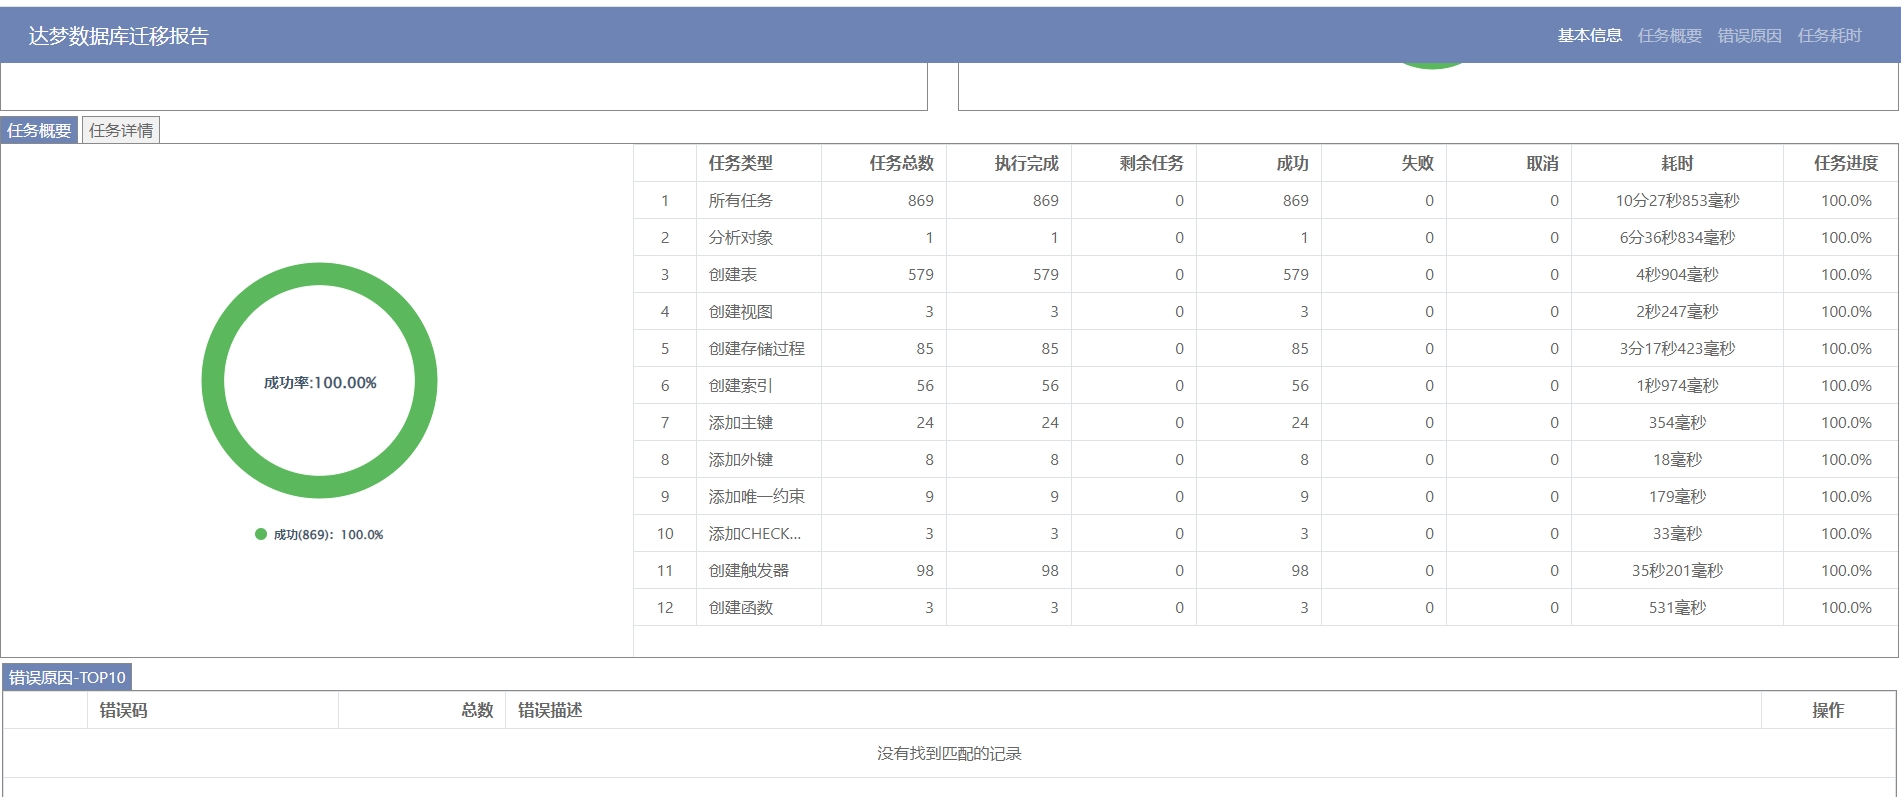 达梦数据库迁移报告 基本信息 任务概要 错误原因 任务耗时
任务概要 任务详情
任务类型 任务总数 执行完成 剩余任务 成功 失败 取消 耗时 任务进度
1 所有任务 869 869 0 869 0 0 10分27秒853毫秒 100.0%
2 分析对象 1 1 0 1 0 0 6分36秒834毫秒 100.0%
3 创建表 579 579 0 579 0 0 4秒904毫秒 100.0%
4 创建视图 3 3 0 3 0 0 2秒247毫秒 100.0%
5 创建存储过程 85 85 0 85 0 0 3分17秒423毫秒 100.0%
6 创建索引 56 56 0 56 0 0 1秒974毫秒 100.0%
7 添加主键 24 24 0 24 0 0 354毫秒 100.0%
8 添加外键 8 8 0 8 0 0 18毫秒 100.0%
9 添加唯一约束 9 9 0 9 0 0 179毫秒 100.0%
10 添加CHECK... 3 3 0 3 0 0 33毫秒 100.0%
11 创建触发器 98 98 0 98 0 0 35秒201毫秒 100.0%
12 创建函数 3 3 0 3 0 0 531毫秒 100.0%
成功率:100.00%
成功(869)：100.0%
错误原因-TOP10
错误码 总数 错误描述 操作
没有找到匹配的记录